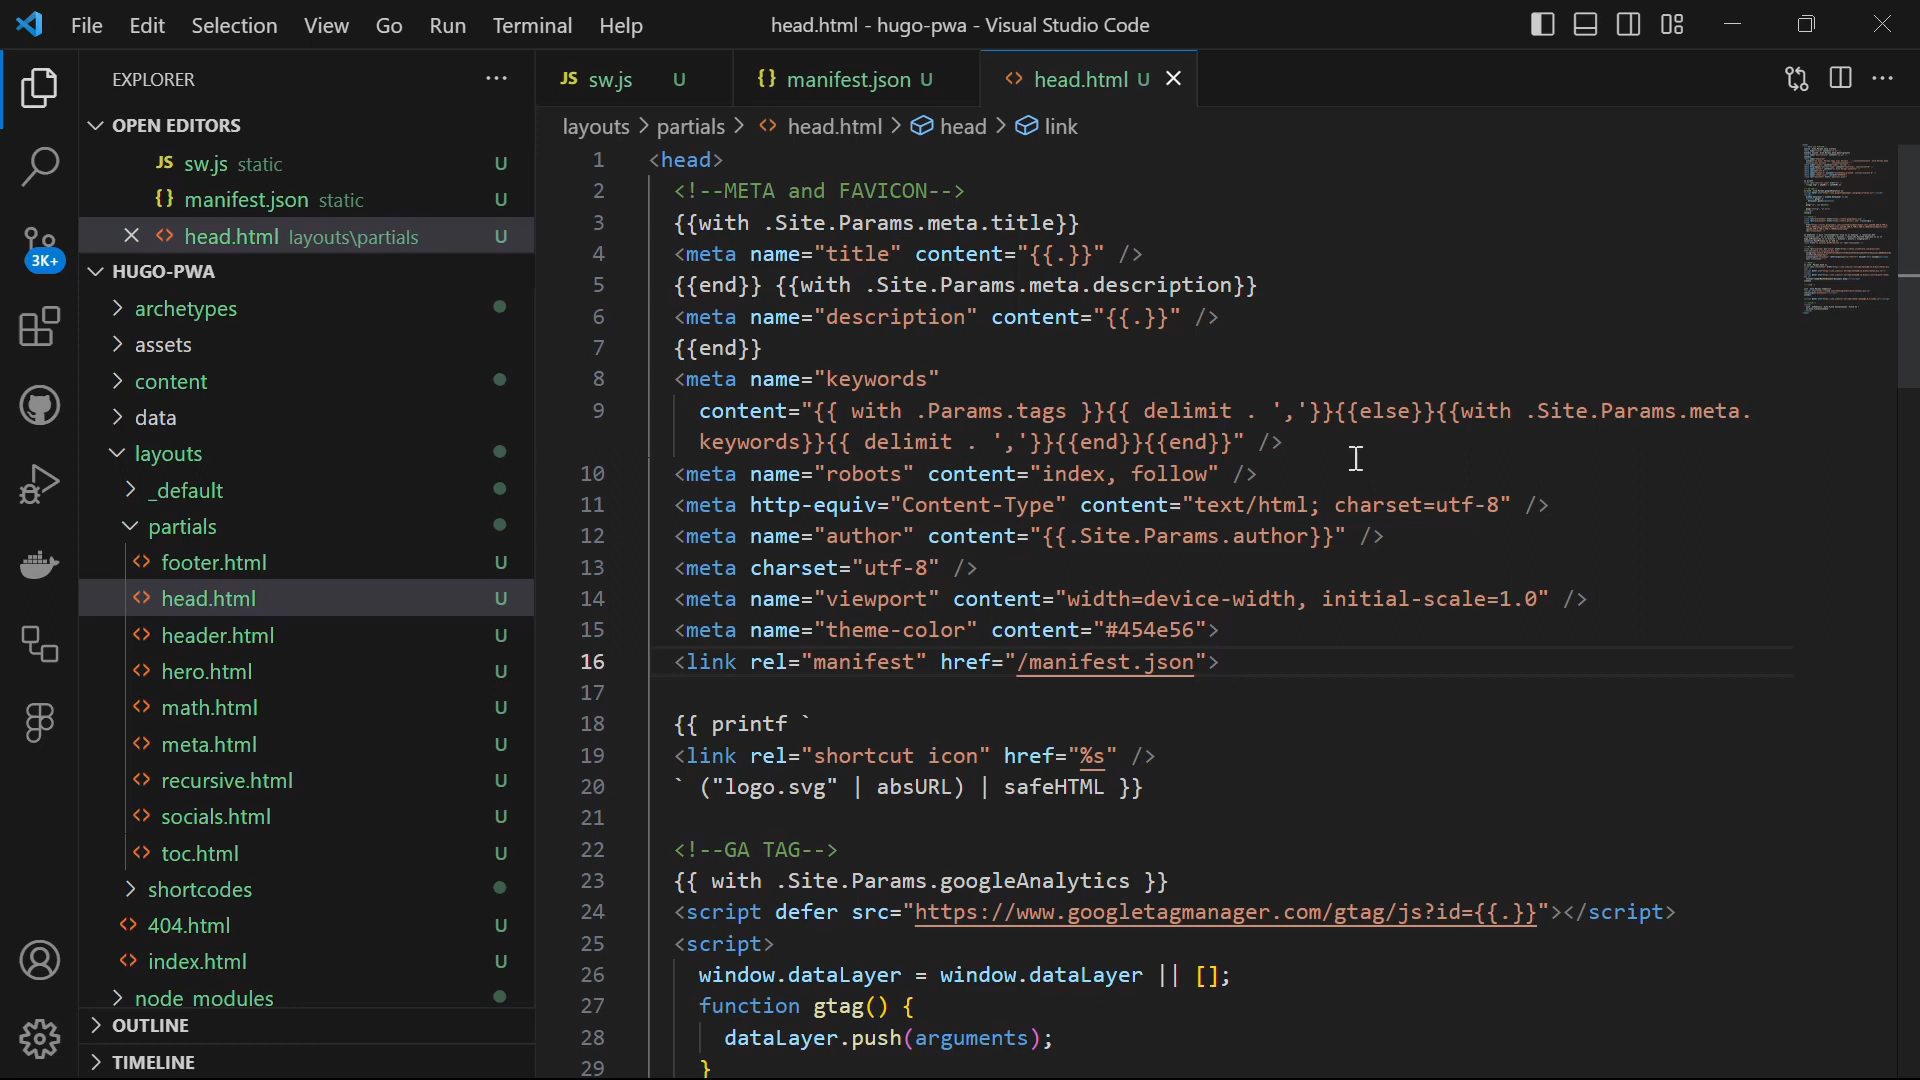 File Edit Selection View Go Run Terminal Help head.html - hugo-pwa - Visual Studio Code
EXPLORER
OPEN EDITORS
JS sw.js static U
{} manifest.json static U
<> head.html layouts\partials U
3K+
HUGO-PWA
archetypes
assets
content
data
layouts
_default
partials
<> footer.html U
<> head.html U
<> header.html U
<> hero.html U
<> math.html U
<> meta.html U
<> recursive.html U
<> socials.html U
<> toc.html U
shortcodes
<> 404.html U
<> index.html U
node_modules
OUTLINE
TIMELINE
JS sw.js U {} manifest.json U <> head.html U
layouts > partials > <> head.html > head > link
1 <head>
2 <!--META and FAVICON-->
3 {{with .Site.Params.meta.title}}
4 <meta name="title" content="{{.}}" />
5 {{end}} {{with .Site.Params.meta.description}}
6 <meta name="description" content="{{.}}" />
7 {{end}}
8 <meta name="keywords"
9 content="{{ with .Params.tags }}{{ delimit . ','}}{{else}}{{with .Site.Params.meta.
keywords}}{{ delimit . ','}}{{end}}{{end}}" />
10 <meta name="robots" content="index, follow" />
11 <meta http-equiv="Content-Type" content="text/html; charset=utf-8" />
12 <meta name="author" content="{{.Site.Params.author}}" />
13 <meta charset="utf-8" />
14 <meta name="viewport" content="width=device-width, initial-scale=1.0" />
15 <meta name="theme-color" content="#454e56">
16 <link rel="manifest" href="/manifest.json">
17
18 {{ printf `
19 <link rel="shortcut icon" href="%s" />
20 ` ("logo.svg" | absURL) | safeHTML }}
21
22 <!--GA TAG-->
23 {{ with .Site.Params.googleAnalytics }}
24 <script defer src="https://www.googletagmanager.com/gtag/js?id={{.}}"></script>
25 <script>
26 window.dataLayer = window.dataLayer || [];
27 function gtag() {
28 dataLayer.push(arguments);
29 }